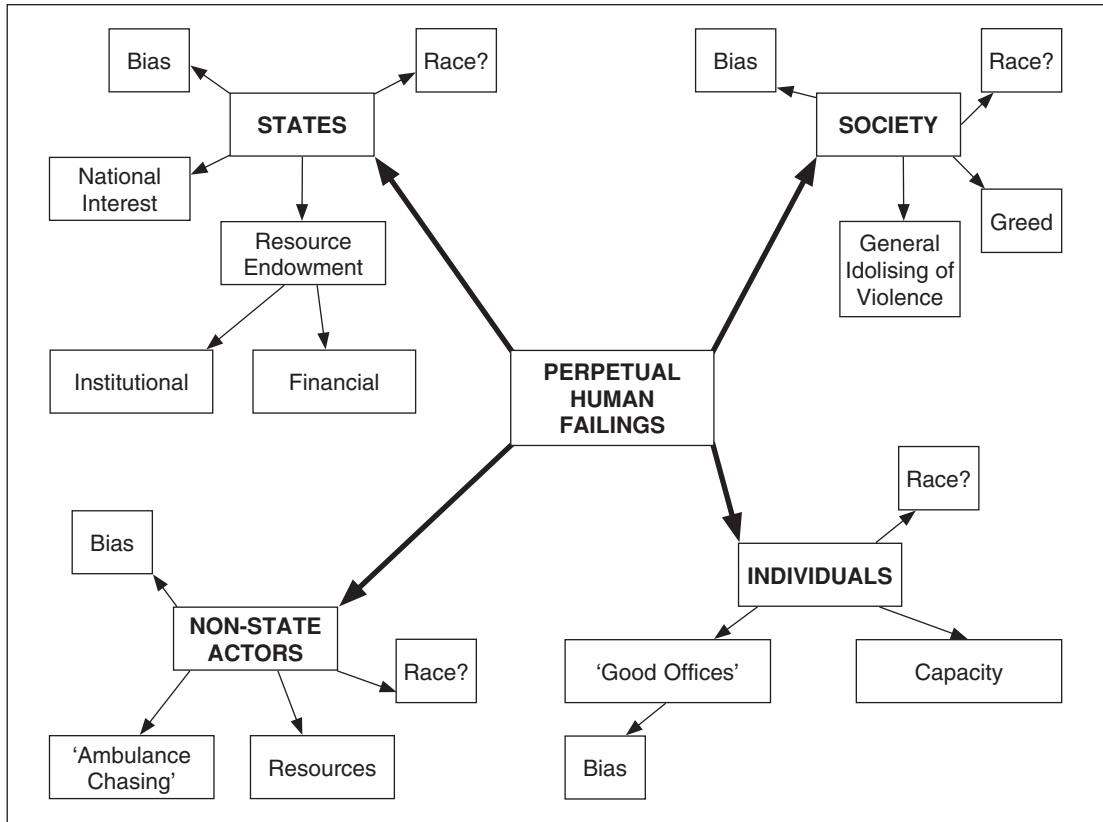 Bias
Race?
STATES
National
Interest
Resource
Endowment
Institutional
Financial
Bias
Race?
SOCIETY
Greed
General
Idolising of
Violence
PERPETUAL
HUMAN
FAILINGS
Bias
NON-STATE
ACTORS
Race?
‘Ambulance
Chasing’
Resources
Race?
INDIVIDUALS
‘Good Offices’
Capacity
Bias